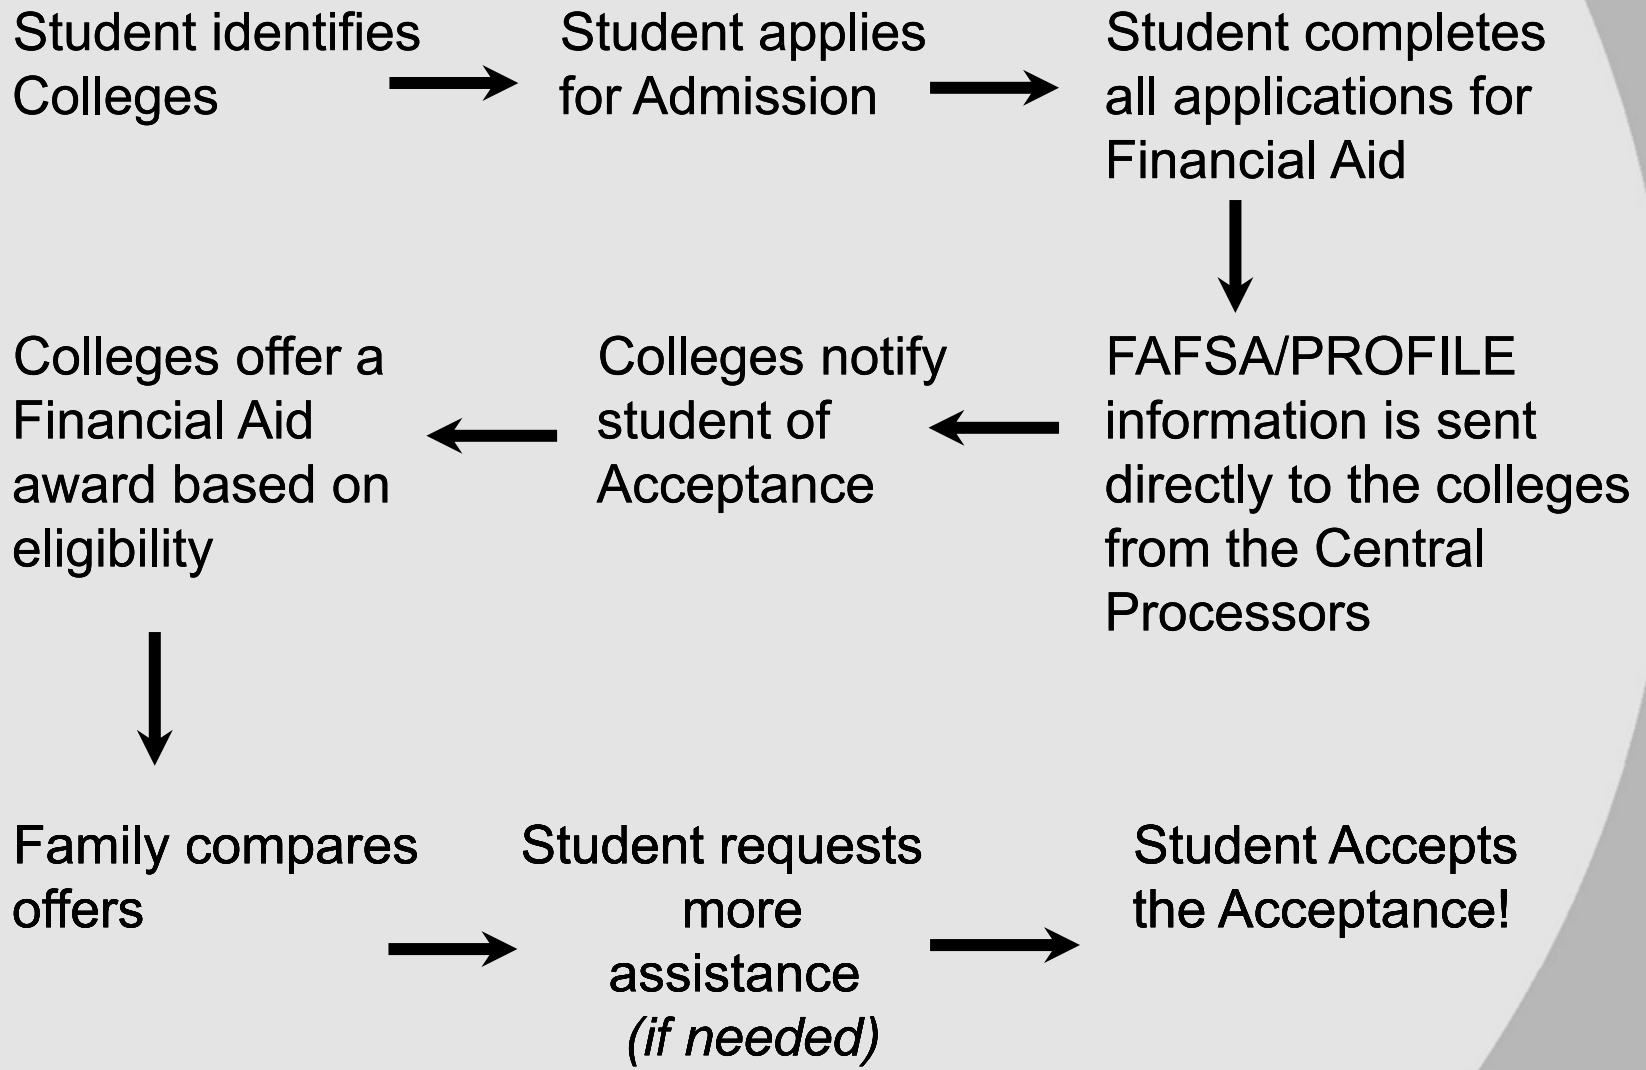 Student identifies
Colleges
Student applies
for Admission
Student completes
all applications for
Financial Aid
FAFSA/PROFILE
information is sent
directly to the colleges
from the Central
Processors
Colleges notify
student of
Acceptance
Colleges offer a
Financial Aid
award based on
eligibility
Family compares
offers
Student requests
more
assistance
(if needed)
Student Accepts
the Acceptance!